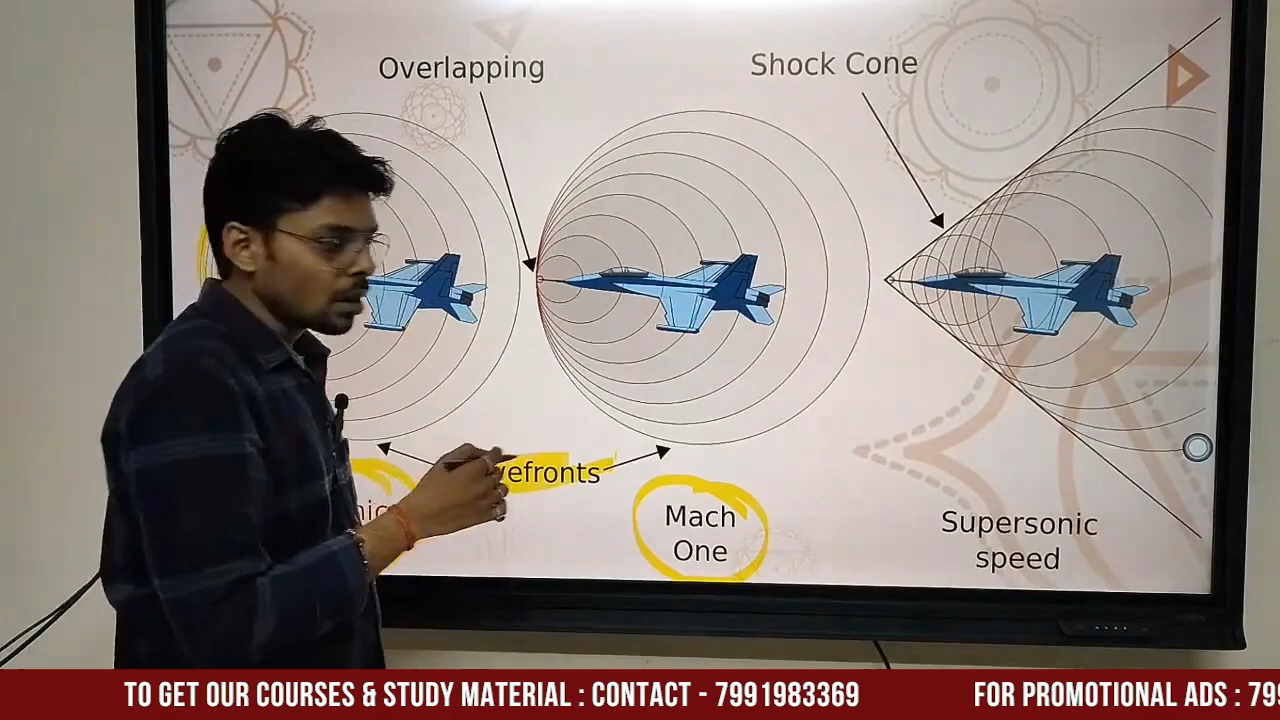 Overlapping
Shock Cone
Mach
One
Supersonic
speed
TO GET OUR COURSES & STUDY MATERIAL : CONTACT - 7991983369
FOR PROMOTIONAL ADS :